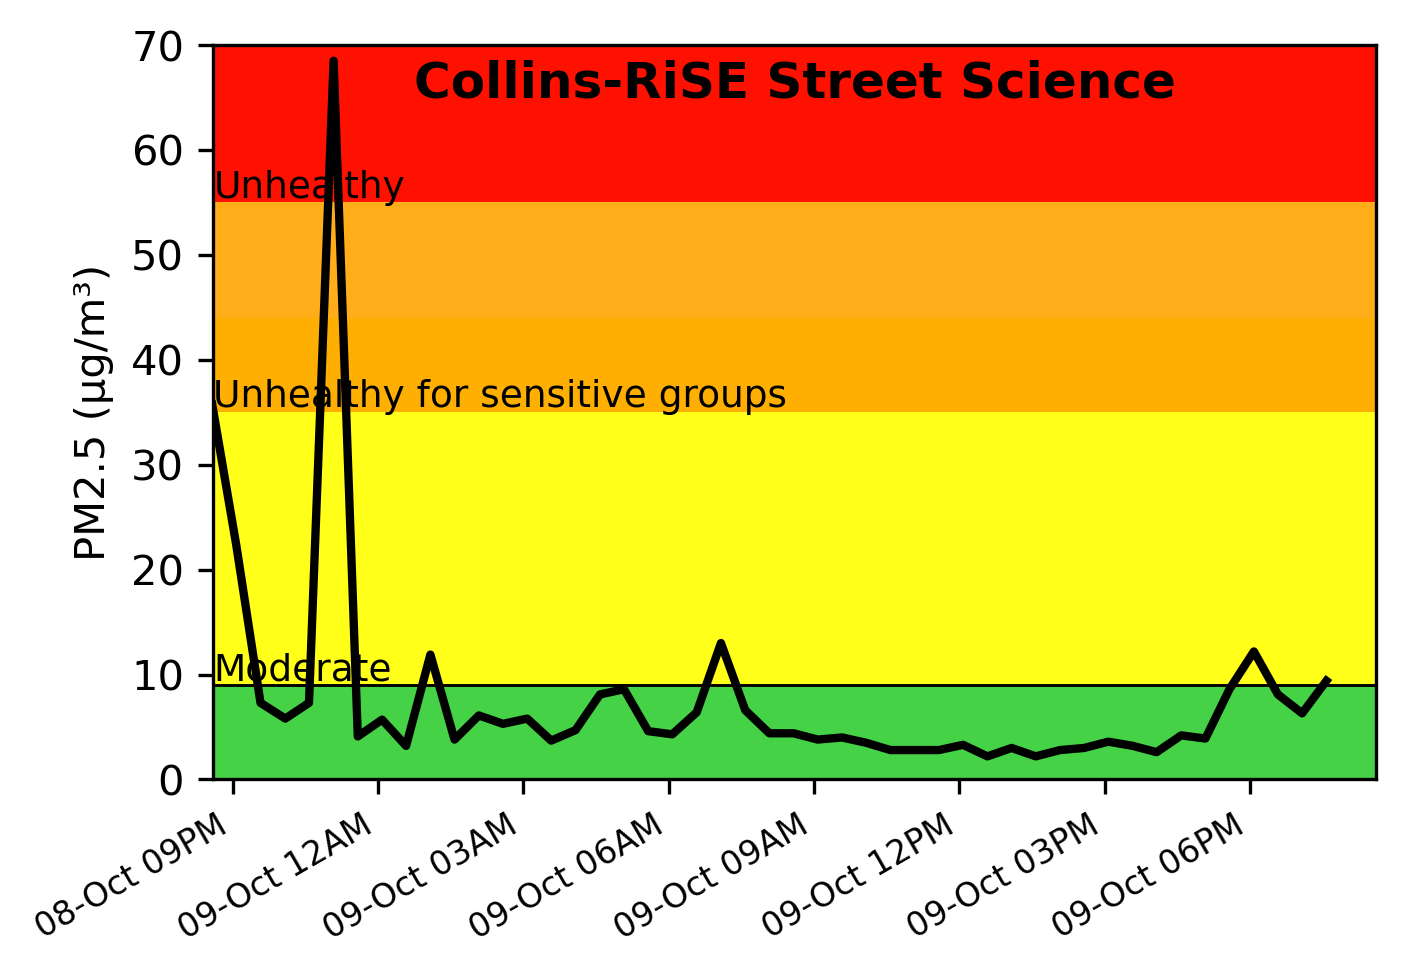 Collins-RiSE Street Science
70
60
Unhealthy
50
40
Unhealthy for sensitive groups
30
20
Moderate
10
0
PM2.5 (µg/m³)
08-Oct 09PM
09-Oct 12AM
09-Oct 03AM
09-Oct 06AM
09-Oct 09AM
09-Oct 12PM
09-Oct 03PM
09-Oct 06PM